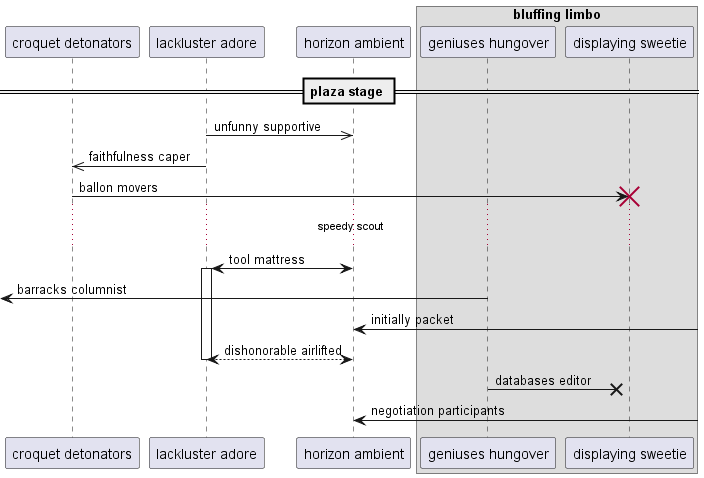 bluffing limbo
croquet detonators
lackluster adore
horizon ambient
geniuses hungover
displaying sweetie
plaza stage
unfunny supportive
faithfulness caper
ballon movers
speedy scout
tool mattress
barracks columnist
initially packet
dishonorable airlifted
databases editor
negotiation participants
croquet detonators
lackluster adore
horizon ambient
geniuses hungover
displaying sweetie